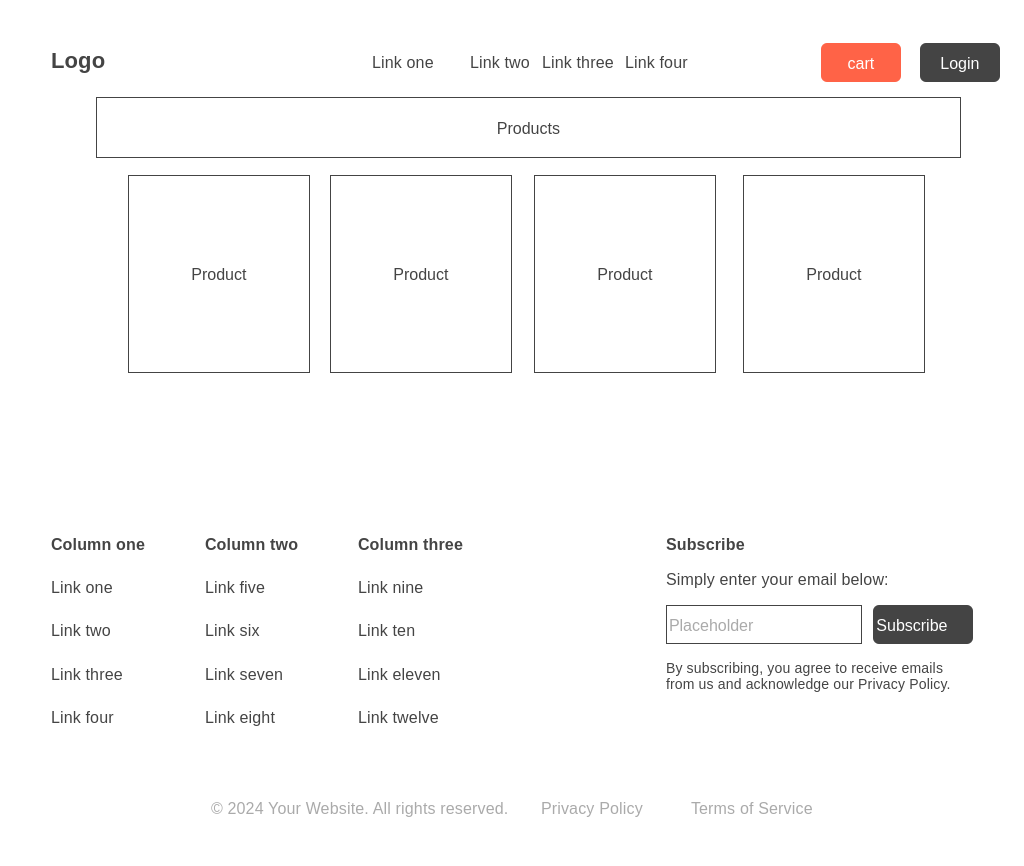 Logo
Link one Link two Link three Link four
cart
Login
Products
Product Product Product Product
Column one
Link one
Link two
Link three
Link four
Column two
Link five
Link six
Link seven
Link eight
Column three
Link nine
Link ten
Link eleven
Link twelve
Subscribe
Simply enter your email below:
Placeholder
Subscribe
By subscribing, you agree to receive emails
from us and acknowledge our Privacy Policy.
© 2024 Your Website. All rights reserved. Privacy Policy Terms of Service